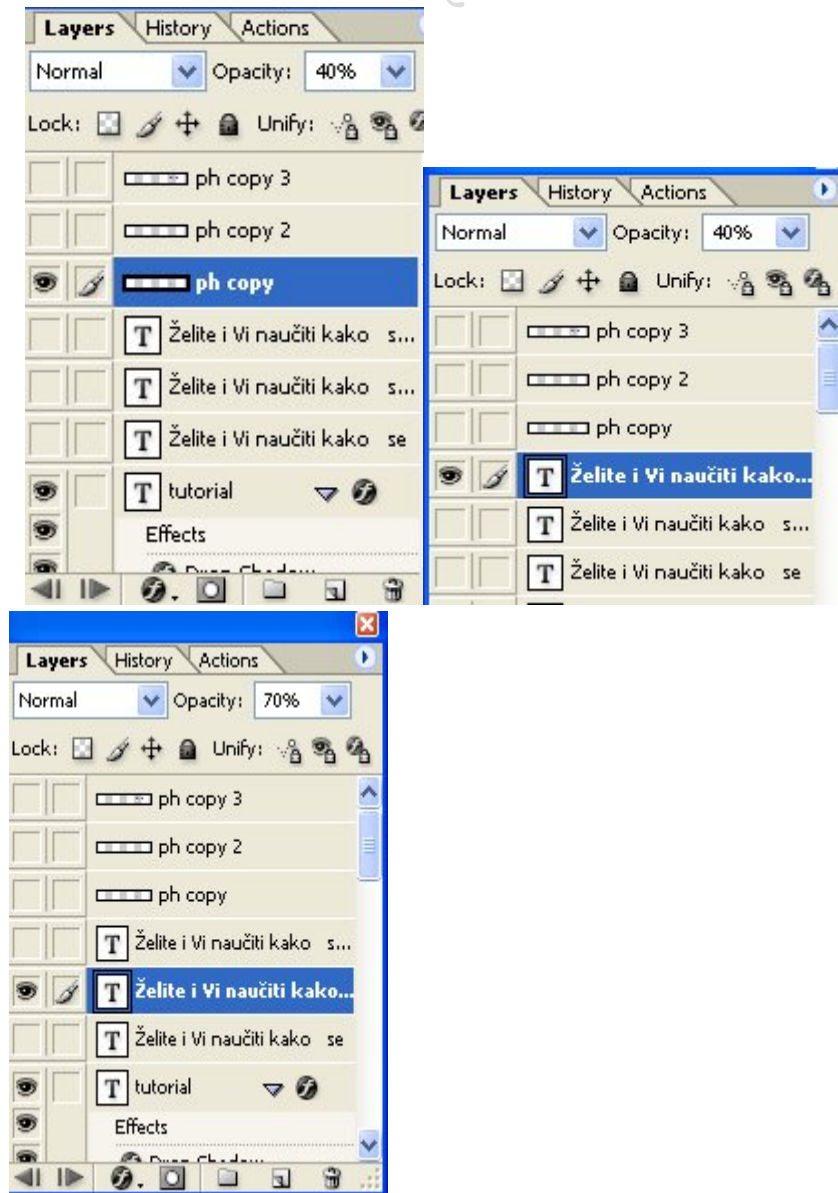 Layers History Actions
Normal Opacity: 40%
Lock: Unify:
ph copy 3
ph copy 2
ph copy
T Želite i Vi naučiti kako s...
T Želite i Vi naučiti kako s...
T Želite i Vi naučiti kako se
T tutorial
Effects
Drop Shadow
Layers History Actions
Normal Opacity: 40%
Lock: Unify:
ph copy 3
ph copy 2
ph copy
T Želite i Vi naučiti kako...
T Želite i Vi naučiti kako s...
T Želite i Vi naučiti kako se
Layers History Actions
Normal Opacity: 70%
Lock: Unify:
ph copy 3
ph copy 2
ph copy
T Želite i Vi naučiti kako s...
T Želite i Vi naučiti kako...
T Želite i Vi naučiti kako se
T tutorial
Effects
Drop Shadow